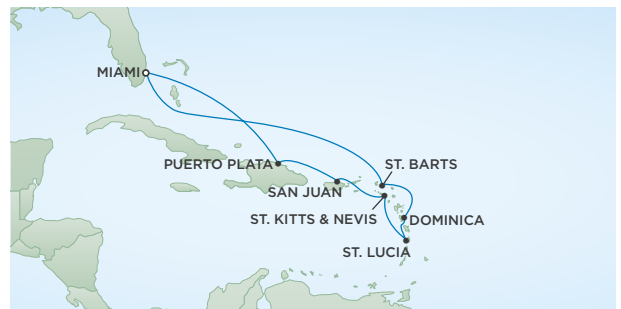 MIAMI
PUERTO PLATA
ST. BARTS
SAN JUAN
ST. KITTS & NEVIS
DOMINICA
ST. LUCIA